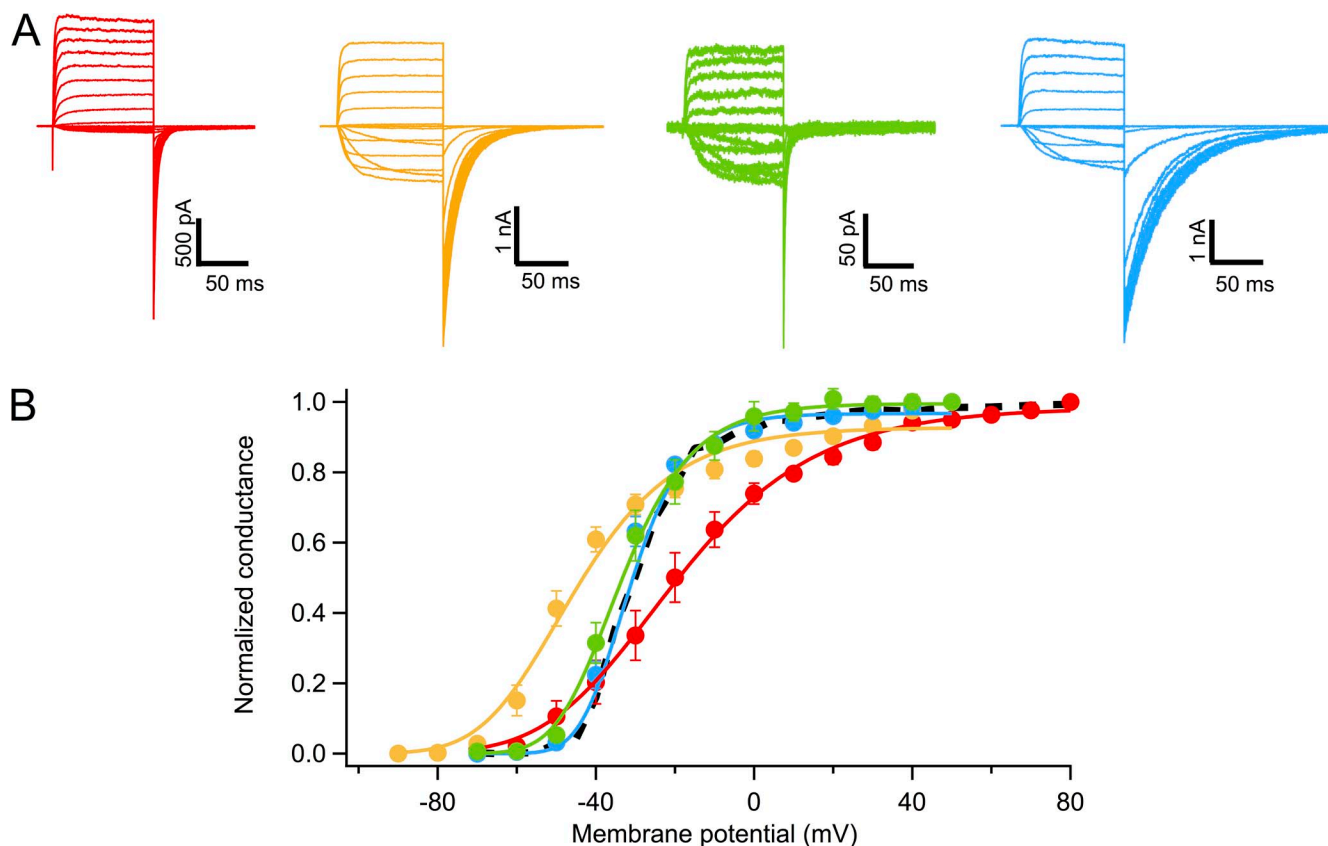 A
500 pA
50 ms
1 nA
50 ms
50 pA
50 ms
1 nA
50 ms
B
Normalized conductance
1.0
0.8
0.6
0.4
0.2
0.0
-80
-40
0
40
80
Membrane potential (mV)